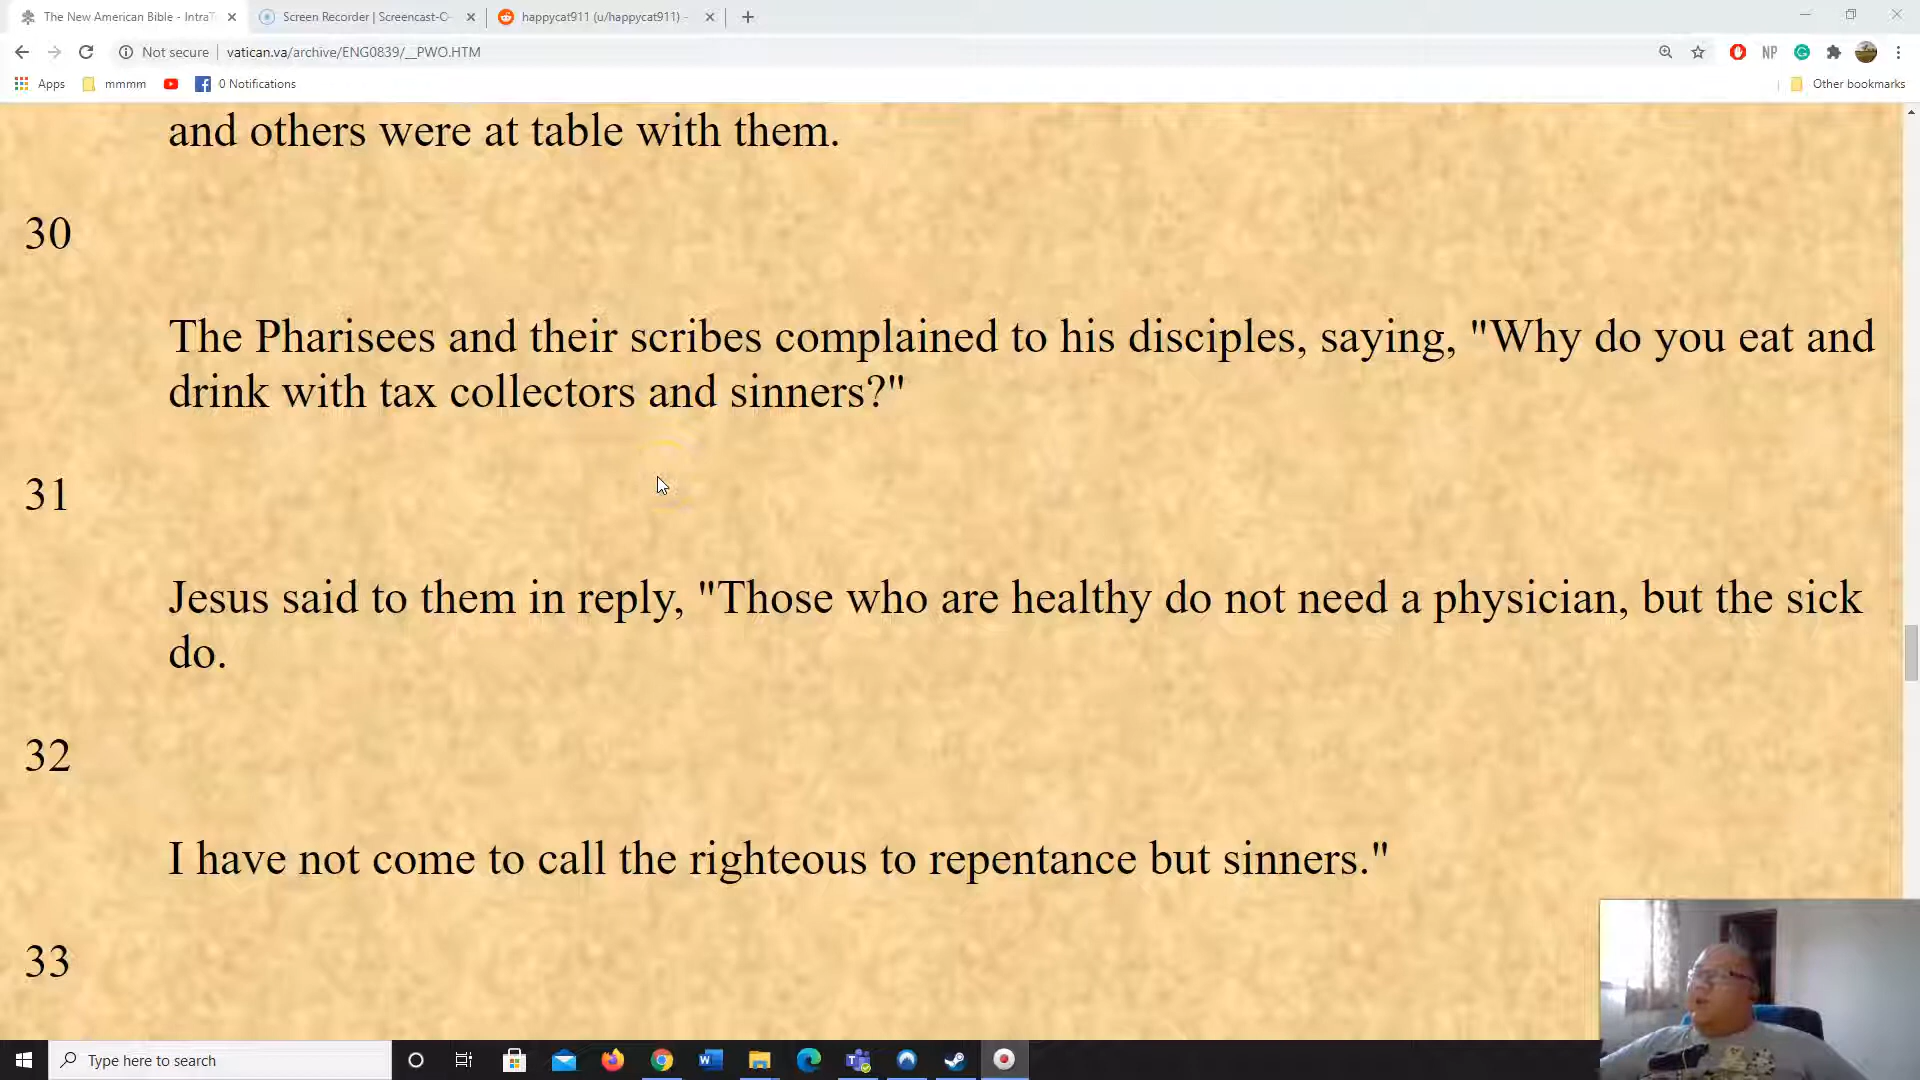 The New American Bible - IntraT
Screen Recorder | Screencast-O-
happycat911 (u/happycat911) -
Not secure
vatican.va/archive/ENG0839/__PWO.HTM
NP
Apps
mmmm
0 Notifications
Other bookmarks
and others were at table with them.
30
The Pharisees and their scribes complained to his disciples, saying, "Why do you eat and
drink with tax collectors and sinners?"
31
Jesus said to them in reply, "Those who are healthy do not need a physician, but the sick
do.
32
I have not come to call the righteous to repentance but sinners."
33
Type here to search